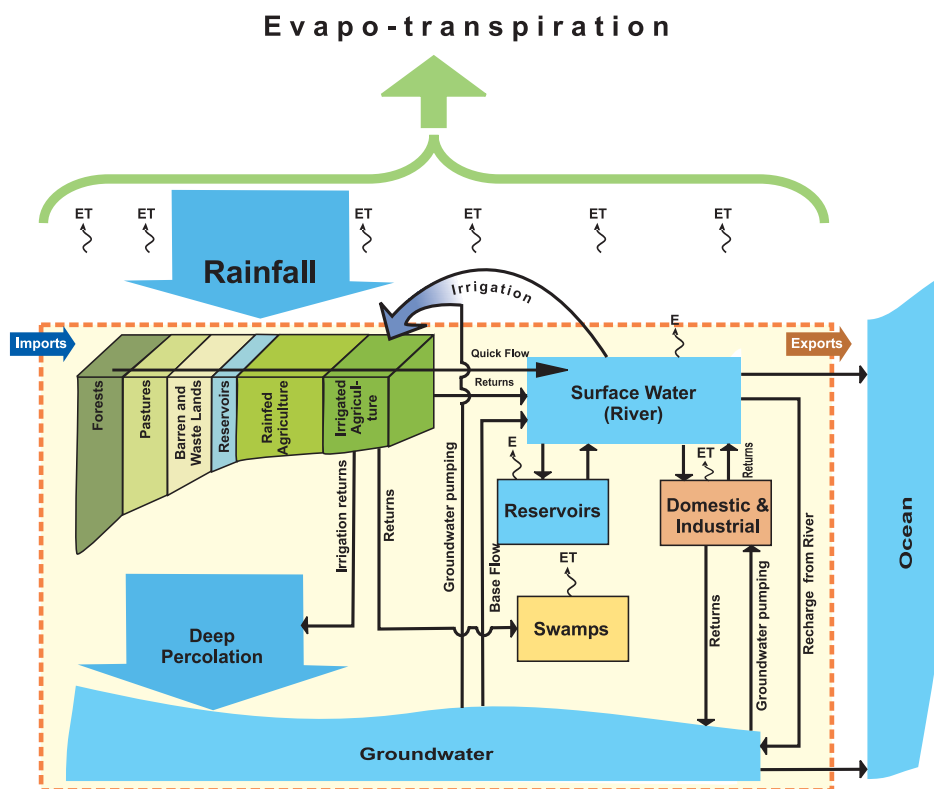 Evapo-transpiration
ET
ET
ET
ET
ET
ET
Rainfall
Irrigation
Imports
E
Exports
Quick Flow
Returns
Surface Water
(River)
Forests
Pastures
Barren and
Waste Lands
Reservoirs
Rainfed
Agriculture
Irrigated
Agricul-
ture
E
ET
Returns
Reservoirs
Domestic &
Industrial
Irrigation returns
Returns
Groundwater pumping
Base Flow
ET
Swamps
Returns
Groundwater pumping
Recharge from River
Ocean
Deep
Percolation
Groundwater